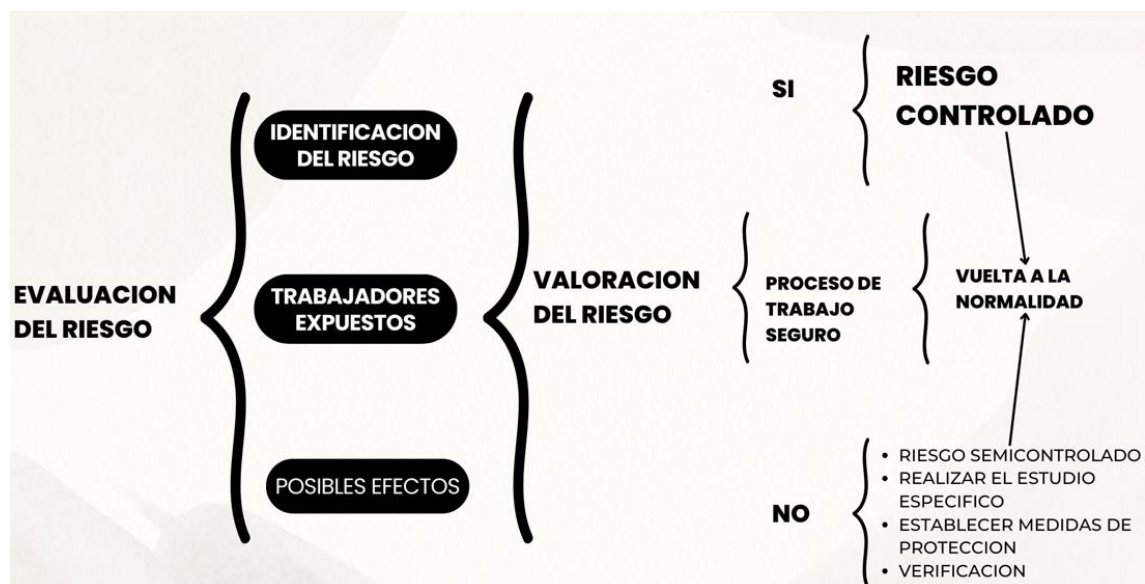 EVALUACION
DEL RIESGO
IDENTIFICACION
DEL RIESGO
TRABAJADORES
EXPUESTOS
POSIBLES EFECTOS
VALORACION
DEL RIESGO
SI
RIESGO
CONTROLADO
PROCESO DE
TRABAJO
SEGURO
VUELTA A LA
NORMALIDAD
NO
• RIESGO SEMICONTROLADO
• REALIZAR EL ESTUDIO
ESPECIFICO
• ESTABLECER MEDIDAS DE
PROTECCION
• VERIFICACION